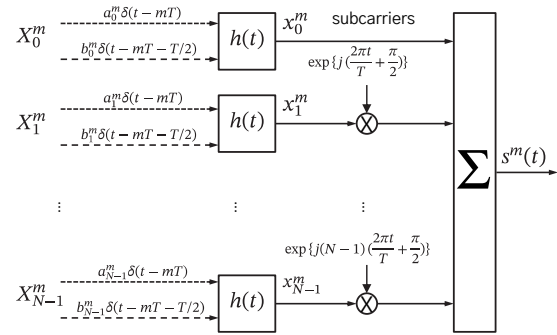 X_0^m a_0^m δ(t − mT) h(t) x_0^m subcarriers
b_0^m δ(t − mT − T/2)
exp{j(2πt/T + π/2)}
X_1^m a_1^m δ(t − mT) h(t) x_1^m
b_1^m δ(t − mT − T/2)
Σ s^m(t)
⋮ ⋮ ⋮
exp{j(N − 1)(2πt/T + π/2)}
X_{N−1}^m a_{N−1}^m δ(t − mT) h(t) x_{N−1}^m
b_{N−1}^m δ(t − mT − T/2)